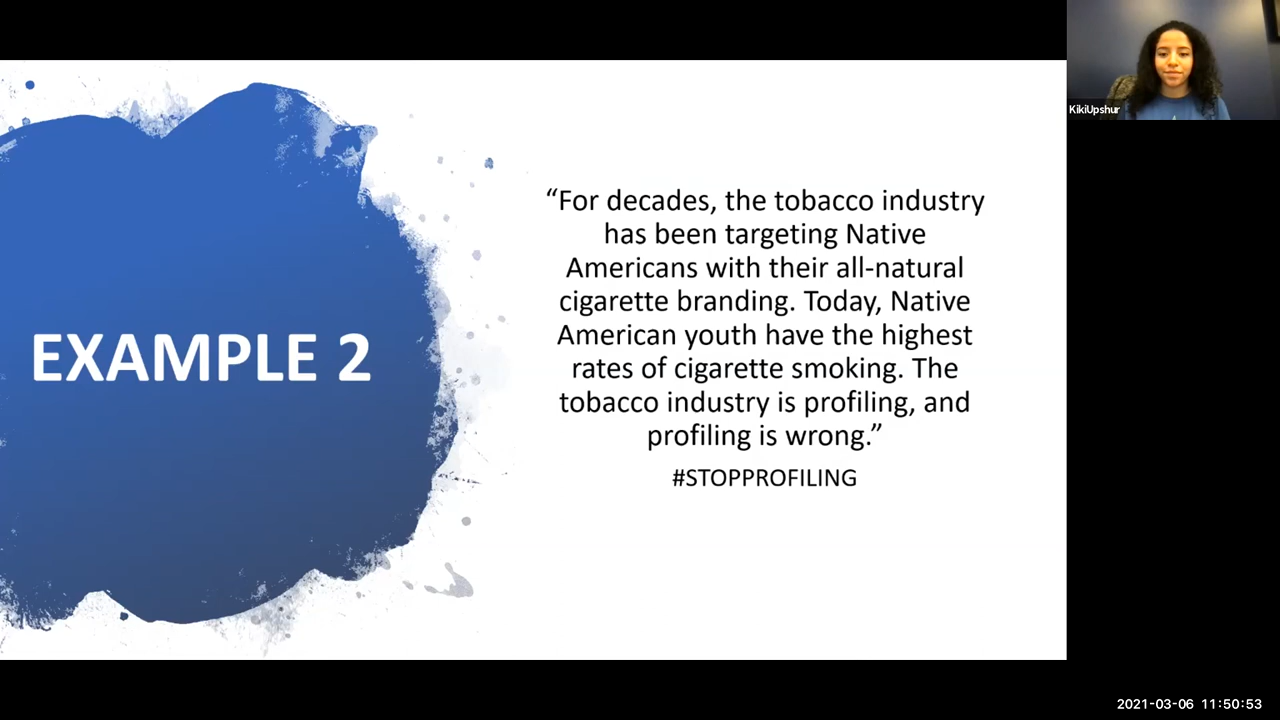 KikiUpshur
EXAMPLE 2
“For decades, the tobacco industry
has been targeting Native
Americans with their all-natural
cigarette branding. Today, Native
American youth have the highest
rates of cigarette smoking. The
tobacco industry is profiling, and
profiling is wrong.”
#STOPPROFILING
2021-03-06 11:50:53